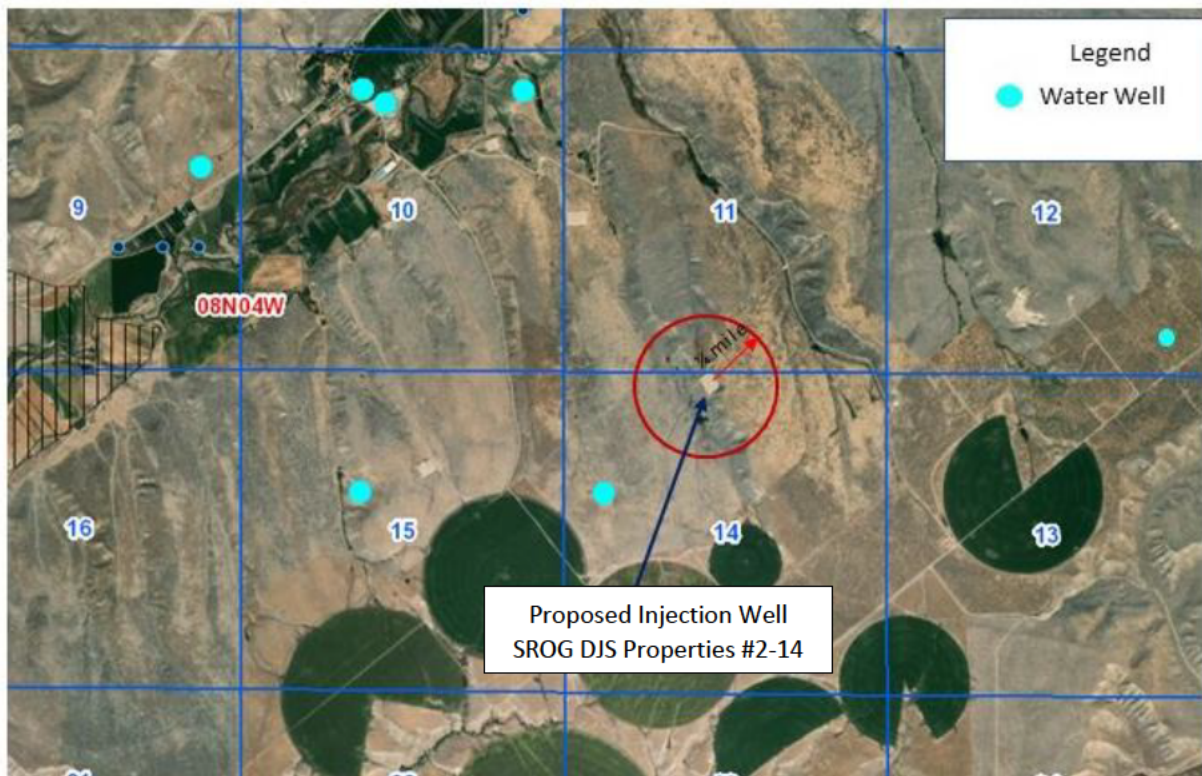 Legend
Water Well
9
10
11
12
08N04W
¼ mile
16
15
14
13
Proposed Injection Well
SROG DJS Properties #2-14